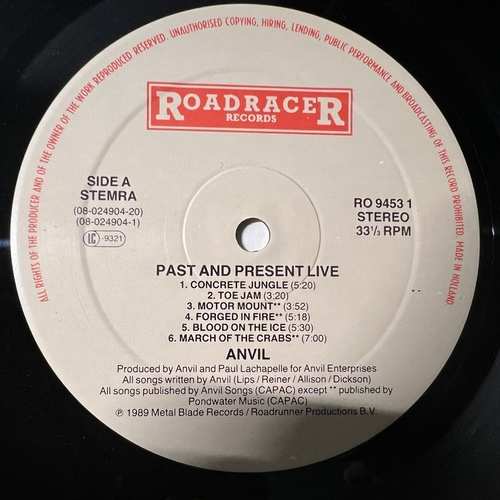 ALL RIGHTS OF THE PRODUCER AND OF THE OWNER OF THE WORK REPRODUCED RESERVED. UNAUTHORISED COPYING, HIRING, LENDING, PUBLIC PERFORMANCE AND BROADCASTING OF THIS RECORD PROHIBITED. MADE IN HOLLAND
ROADRACER
RECORDS
SIDE A
STEMRA
(08-024904-20)
(08-024904-1)
LC -9321
RO 9453 1
STEREO
33⅓ RPM
PAST AND PRESENT LIVE
1. CONCRETE JUNGLE (5:20)
2. TOE JAM (3:20)
3. MOTOR MOUNT** (3:52)
4. FORGED IN FIRE** (5:18)
5. BLOOD ON THE ICE (5:30)
6. MARCH OF THE CRABS** (7:00)
ANVIL
Produced by Anvil and Paul Lachapelle for Anvil Enterprises
All songs written by Anvil (Lips / Reiner / Allison / Dickson)
All songs published by Anvil Songs (CAPAC) except ** published by
Pondwater Music (CAPAC)
℗ 1989 Metal Blade Records / Roadrunner Productions B.V.